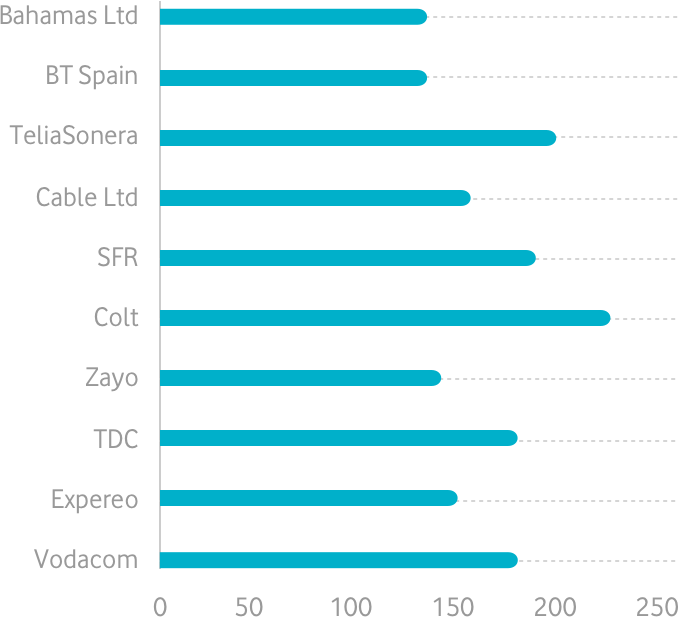 Bahamas Ltd
BT Spain
TeliaSonera
Cable Ltd
SFR
Colt
Zayo
TDC
Expereo
Vodacom
0 50 100 150 200 250